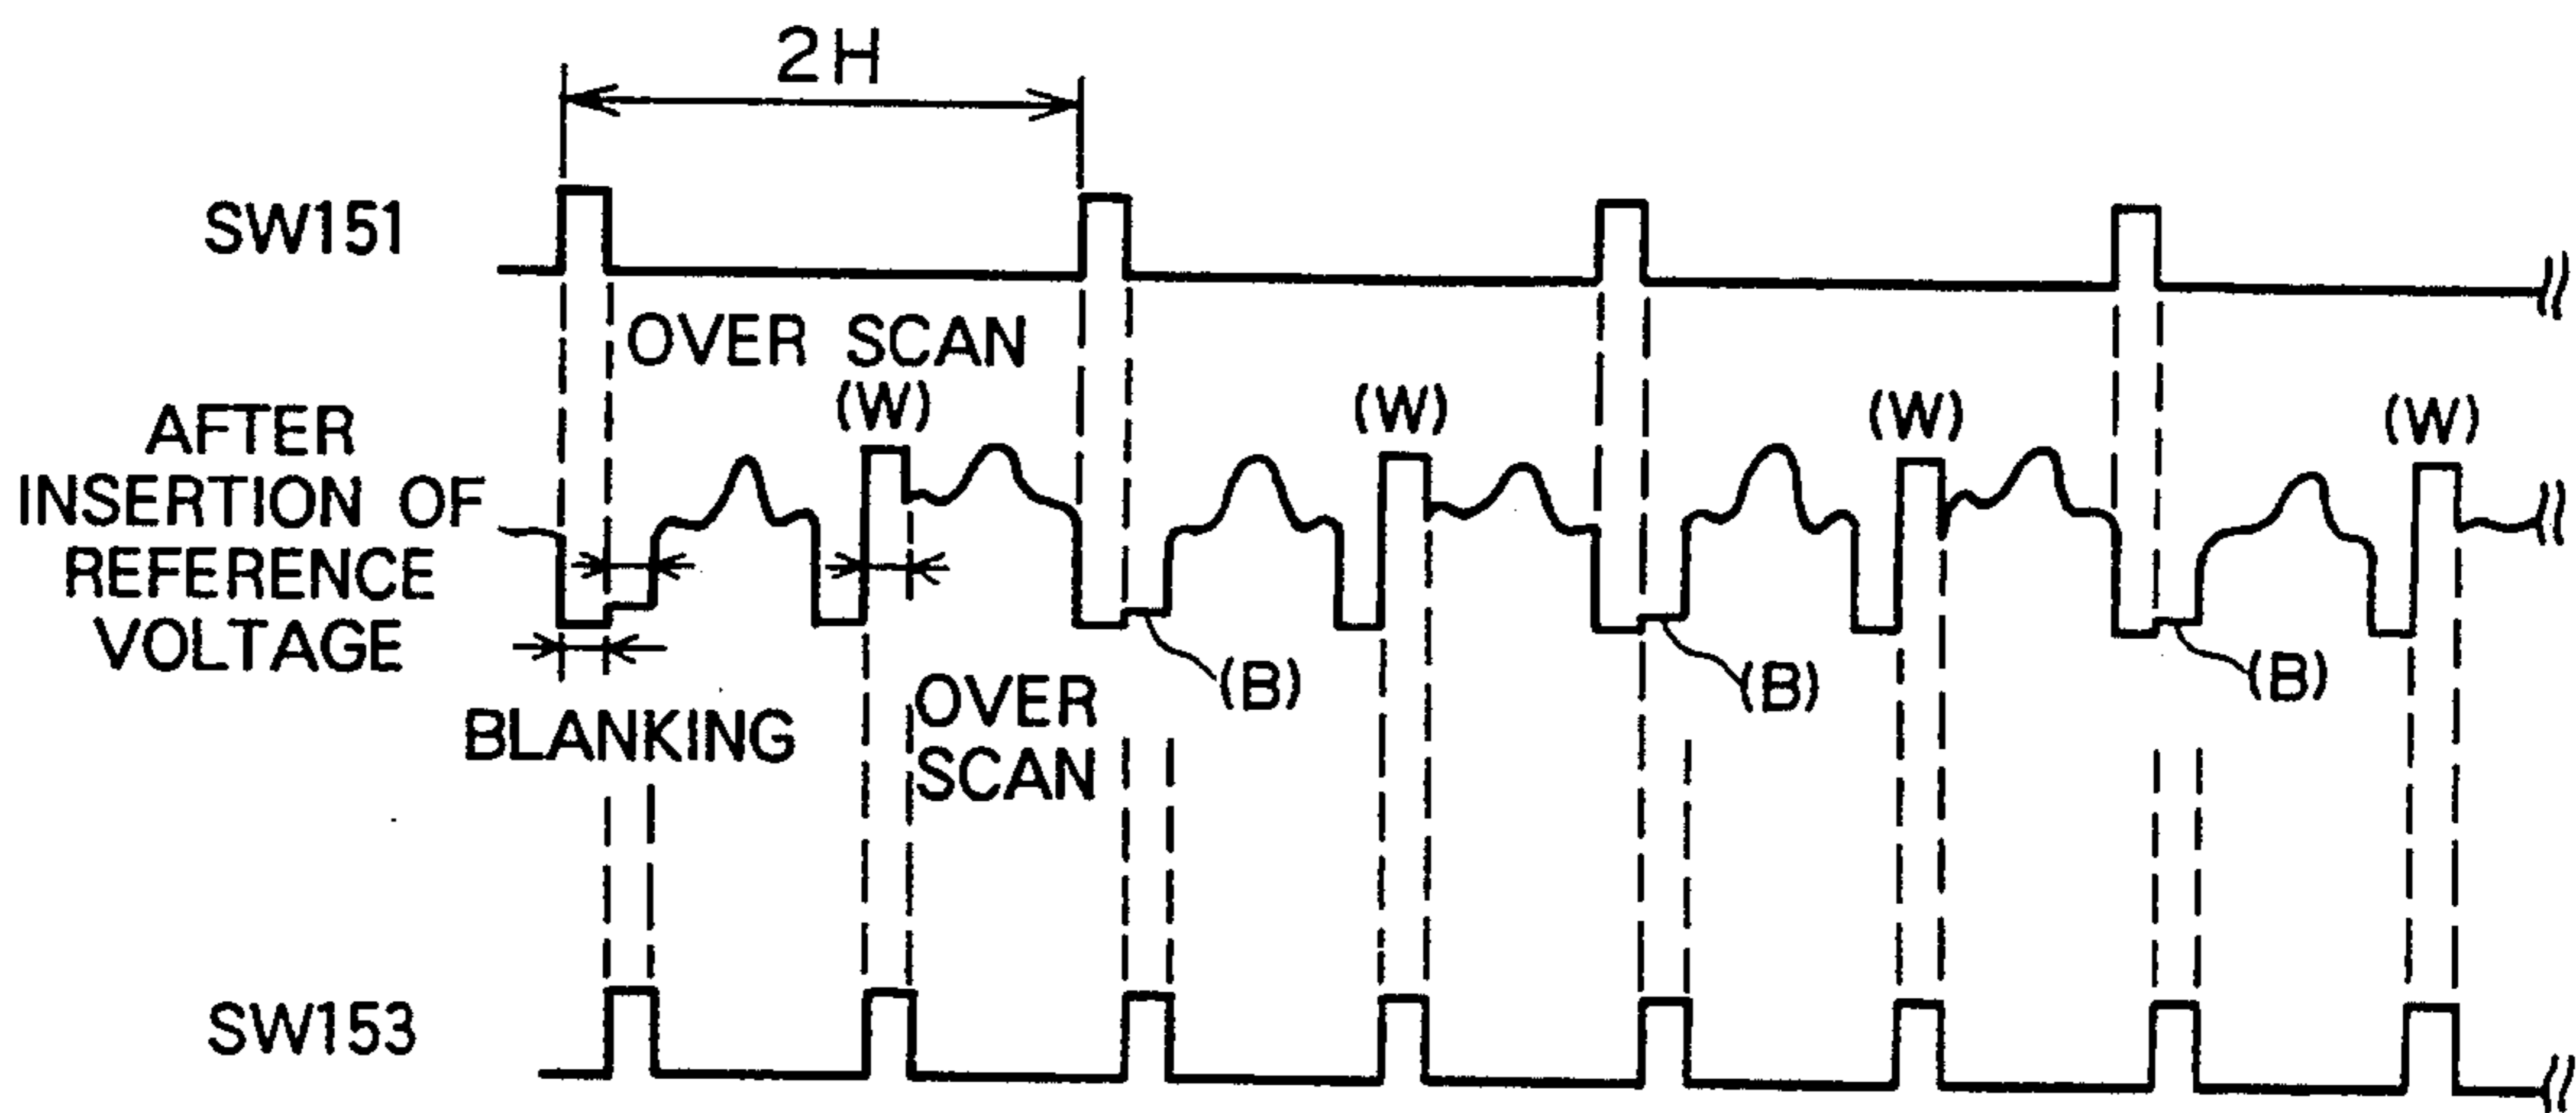 2H
SW151
OVER SCAN
(W)
(W)
(W)
(W)
AFTER
INSERTION OF
REFERENCE
VOLTAGE
(B)
(B)
(B)
OVER
SCAN
BLANKING
SW153